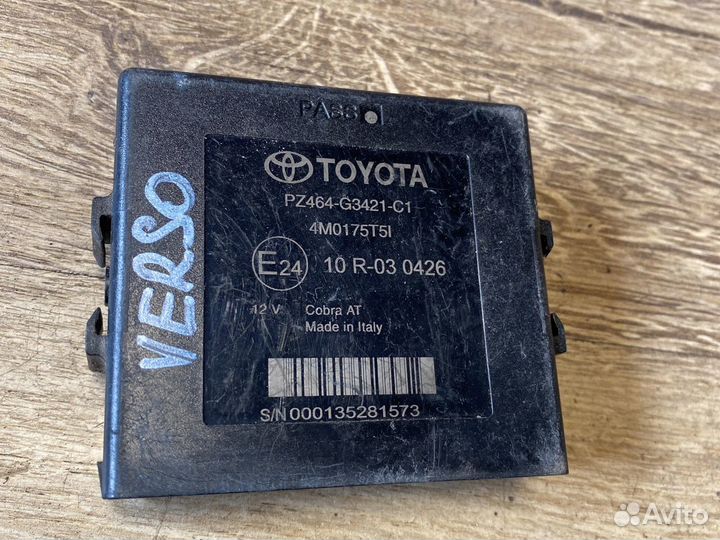 PASS
VERSO
TOYOTA
PZ464-G3421-C1
4M0175T5I
E24 10 R-03 0426
12 V Cobra AT
Made in Italy
S/N 000135281573
Avito